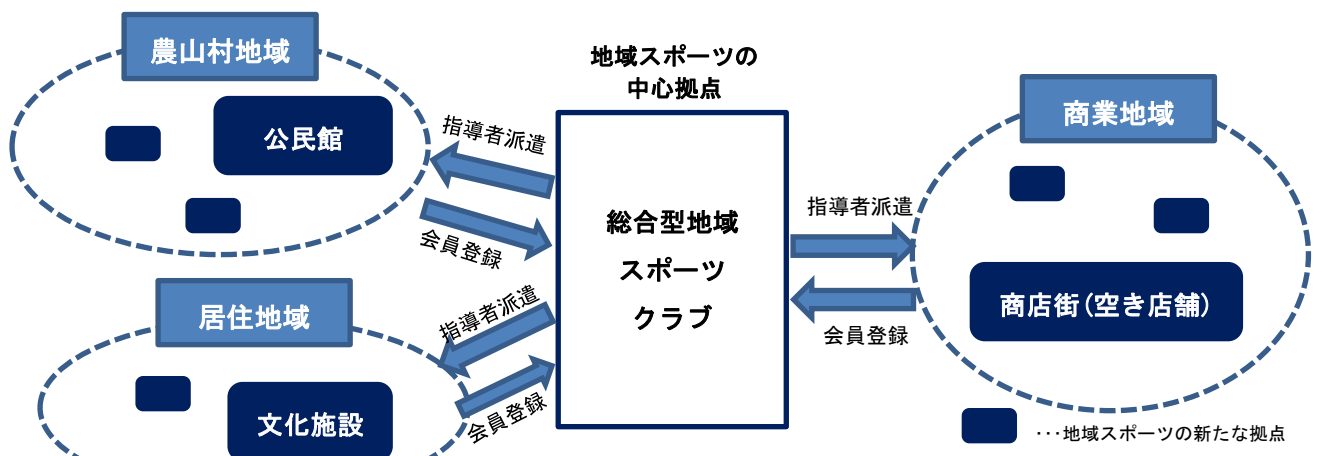 農山村地域
公民館
指導者派遣
会員登録
居住地域
文化施設
指導者派遣
会員登録
地域スポーツの
中心拠点
総合型地域
スポーツ
クラブ
指導者派遣
会員登録
商業地域
商店街(空き店舗)
･･･地域スポーツの新たな拠点